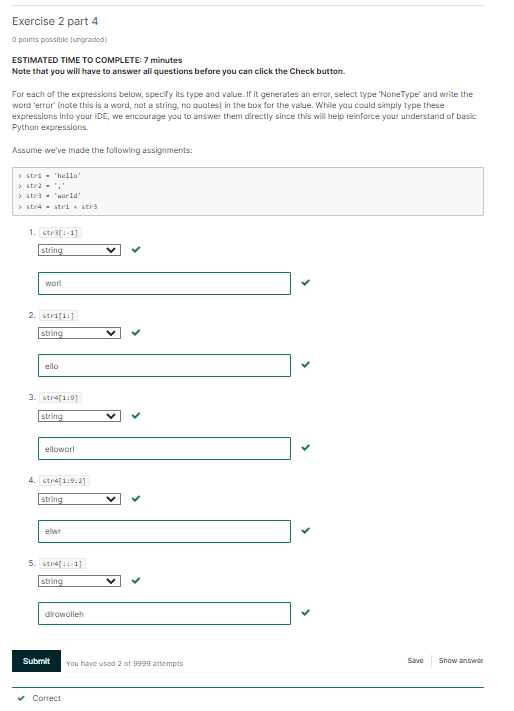 Exercise 2 part 4
0 points possible (ungraded)
ESTIMATED TIME TO COMPLETE: 7 minutes
Note that you will have to answer all questions before you can click the Check button.
For each of the expressions below, specify its type and value. If it generates an error, select type 'NoneType' and write the
word 'error' (note this is a word, not a string, no quotes) in the box for the value. While you could simply type these
expressions into your IDE, we encourage you to answer them directly since this will help reinforce your understand of basic
Python expressions.
Assume we've made the following assignments:
> str1 = 'hello'
> str2 = ','
> str3 = 'world'
> str4 = str1 + str3
1. str3[:-1]
string
worl
2. str1[1:]
string
ello
3. str4[1:9]
string
elloworl
4. str4[1:9:2]
string
elwr
5. str4[::-1]
string
dlrowolleh
Submit You have used 2 of 9999 attempts Save Show answer
Correct